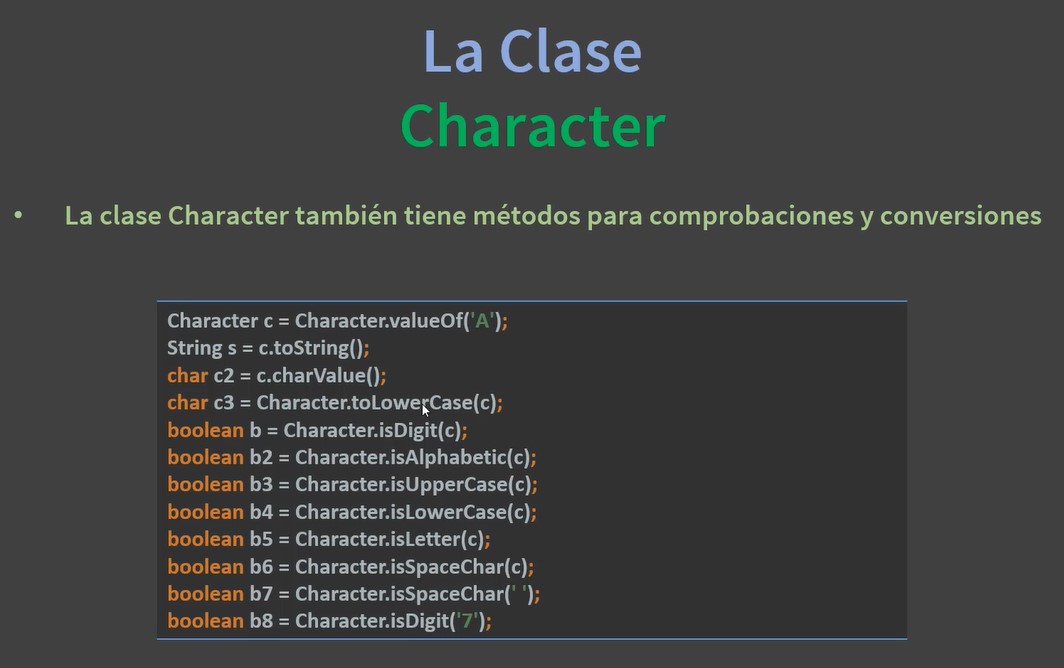 La Clase
Character
• La clase Character también tiene métodos para comprobaciones y conversiones
Character c = Character.valueOf('A');
String s = c.toString();
char c2 = c.charValue();
char c3 = Character.toLowerCase(c);
boolean b = Character.isDigit(c);
boolean b2 = Character.isAlphabetic(c);
boolean b3 = Character.isUpperCase(c);
boolean b4 = Character.isLowerCase(c);
boolean b5 = Character.isLetter(c);
boolean b6 = Character.isSpaceChar(c);
boolean b7 = Character.isSpaceChar(' ');
boolean b8 = Character.isDigit('7');